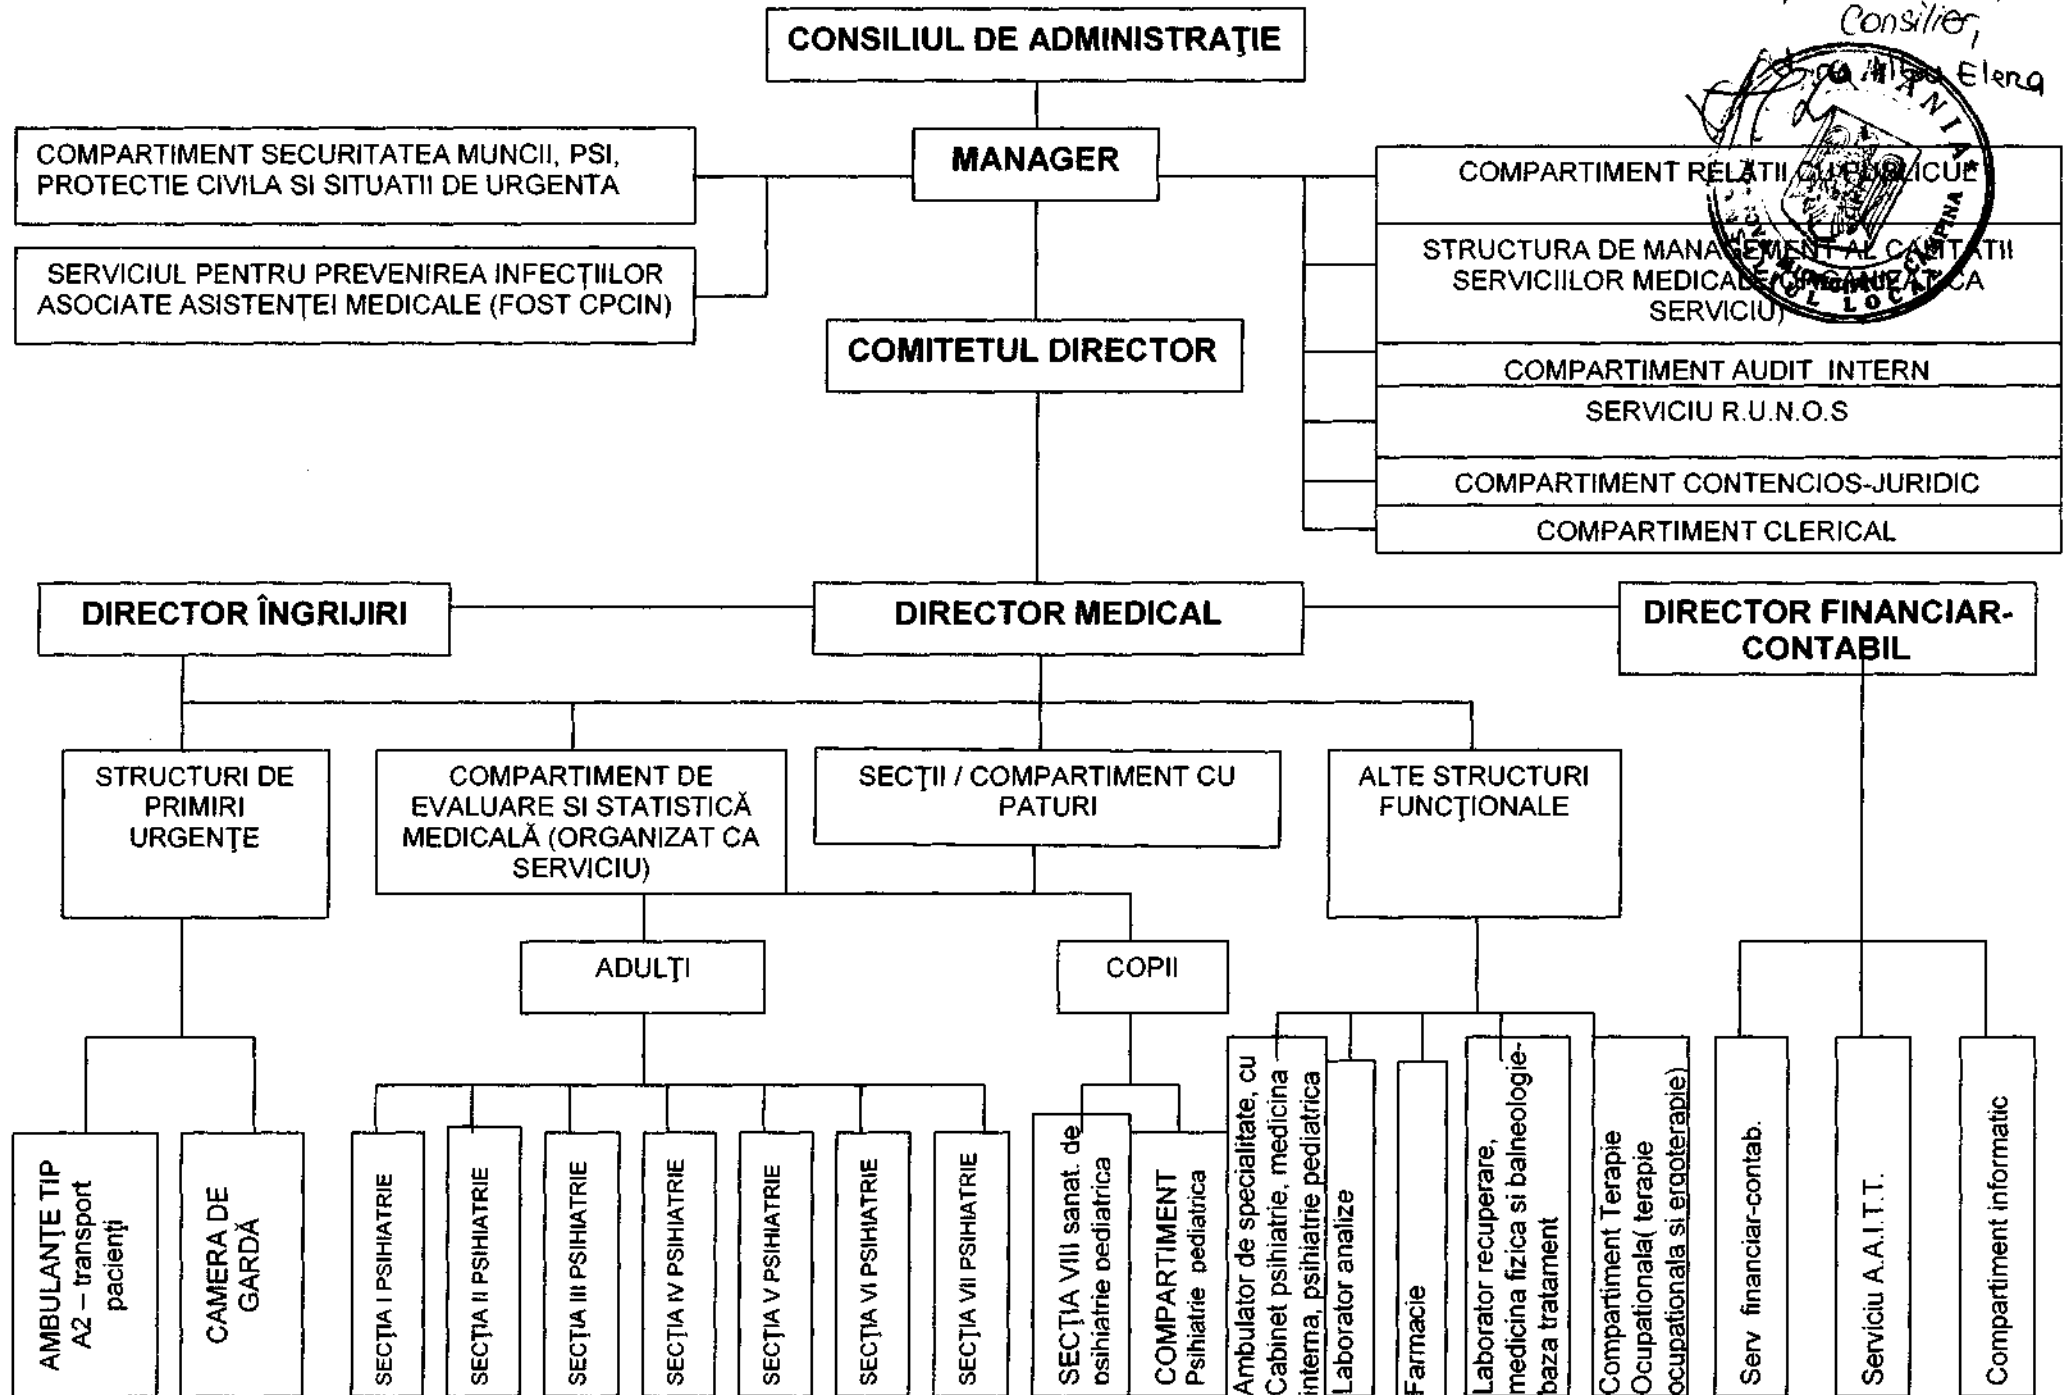 Consilier,
Elena
CONSILIUL DE ADMINISTRAŢIE
ROMANIA
CONSILIUL LOCAL
MUNICIPIUL CAMPINA
COMPARTIMENT SECURITATEA MUNCII, PSI,
PROTECTIE CIVILA SI SITUATII DE URGENTA
MANAGER
COMPARTIMENT RELATII CU PUBLICUL
SERVICIUL PENTRU PREVENIREA INFECŢIILOR
ASOCIATE ASISTENŢEI MEDICALE (FOST CPCIN)
STRUCTURA DE MANAGEMENT AL CALITATII
SERVICIILOR MEDICALE (ORGANIZAT CA
SERVICIU)
COMITETUL DIRECTOR
COMPARTIMENT AUDIT INTERN
SERVICIU R.U.N.O.S
COMPARTIMENT CONTENCIOS-JURIDIC
COMPARTIMENT CLERICAL
DIRECTOR ÎNGRIJIRI
DIRECTOR MEDICAL
DIRECTOR FINANCIAR-
CONTABIL
STRUCTURI DE
PRIMIRI
URGENŢE
COMPARTIMENT DE
EVALUARE SI STATISTICĂ
MEDICALĂ (ORGANIZAT CA
SERVICIU)
SECŢII / COMPARTIMENT CU
PATURI
ALTE STRUCTURI
FUNCŢIONALE
ADULŢI
COPII
AMBULANŢE TIP
A2 – transport
pacienţi
CAMERA DE
GARDĂ
SECŢIA I PSIHIATRIE
SECŢIA II PSIHIATRIE
SECŢIA III PSIHIATRIE
SECŢIA IV PSIHIATRIE
SECŢIA V PSIHIATRIE
SECŢIA VI PSIHIATRIE
SECŢIA VII PSIHIATRIE
SECŢIA VIII sanat. de
psihiatrie pediatrica
COMPARTIMENT
Psihiatrie pediatrica
Ambulator de specialitate, cu
Cabinet psihiatrie, medicina
interna, psihiatrie pediatrica
Laborator analize
Farmacie
Laborator recuperare,
medicina fizica si balneologie-
baza tratament
Compartiment Terapie
Ocupationala( terapie
ocupationala si ergoterapie)
Serv financiar-contab.
Serviciu A.A.I.T.T.
Compartiment informatic